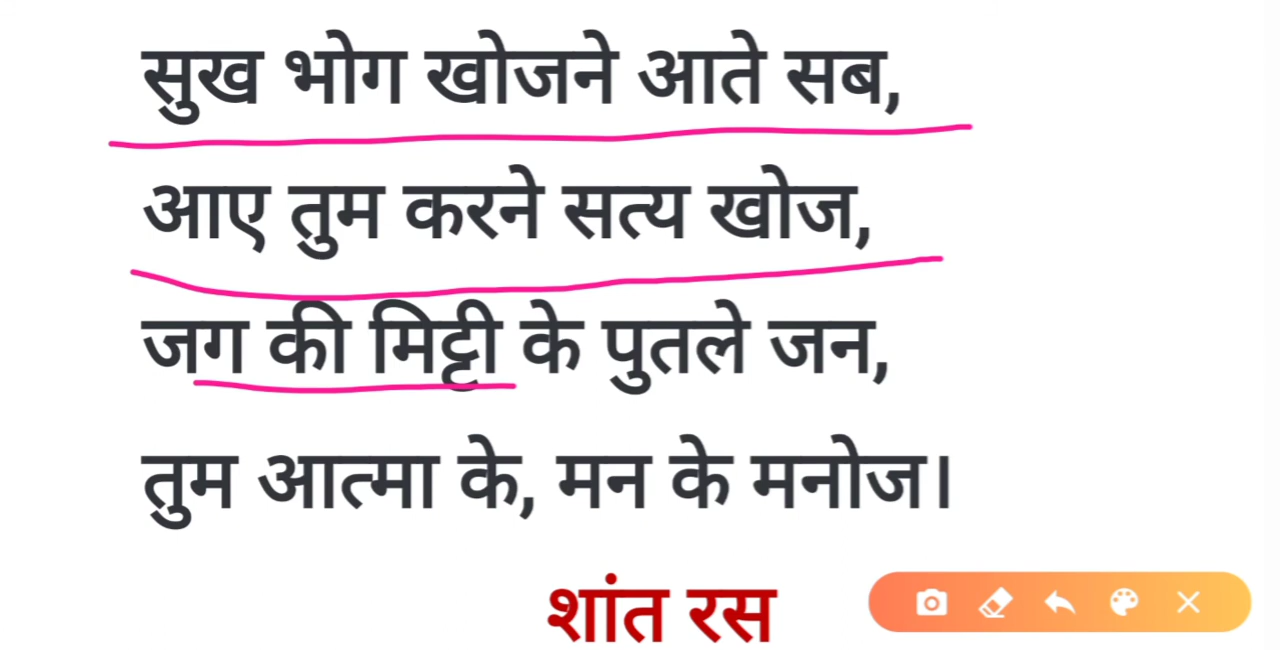 सुख भोग खोजने आते सब,
आए तुम करने सत्य खोज,
जग की मिट्टी के पुतले जन,
तुम आत्मा के, मन के मनोज।
शांत रस